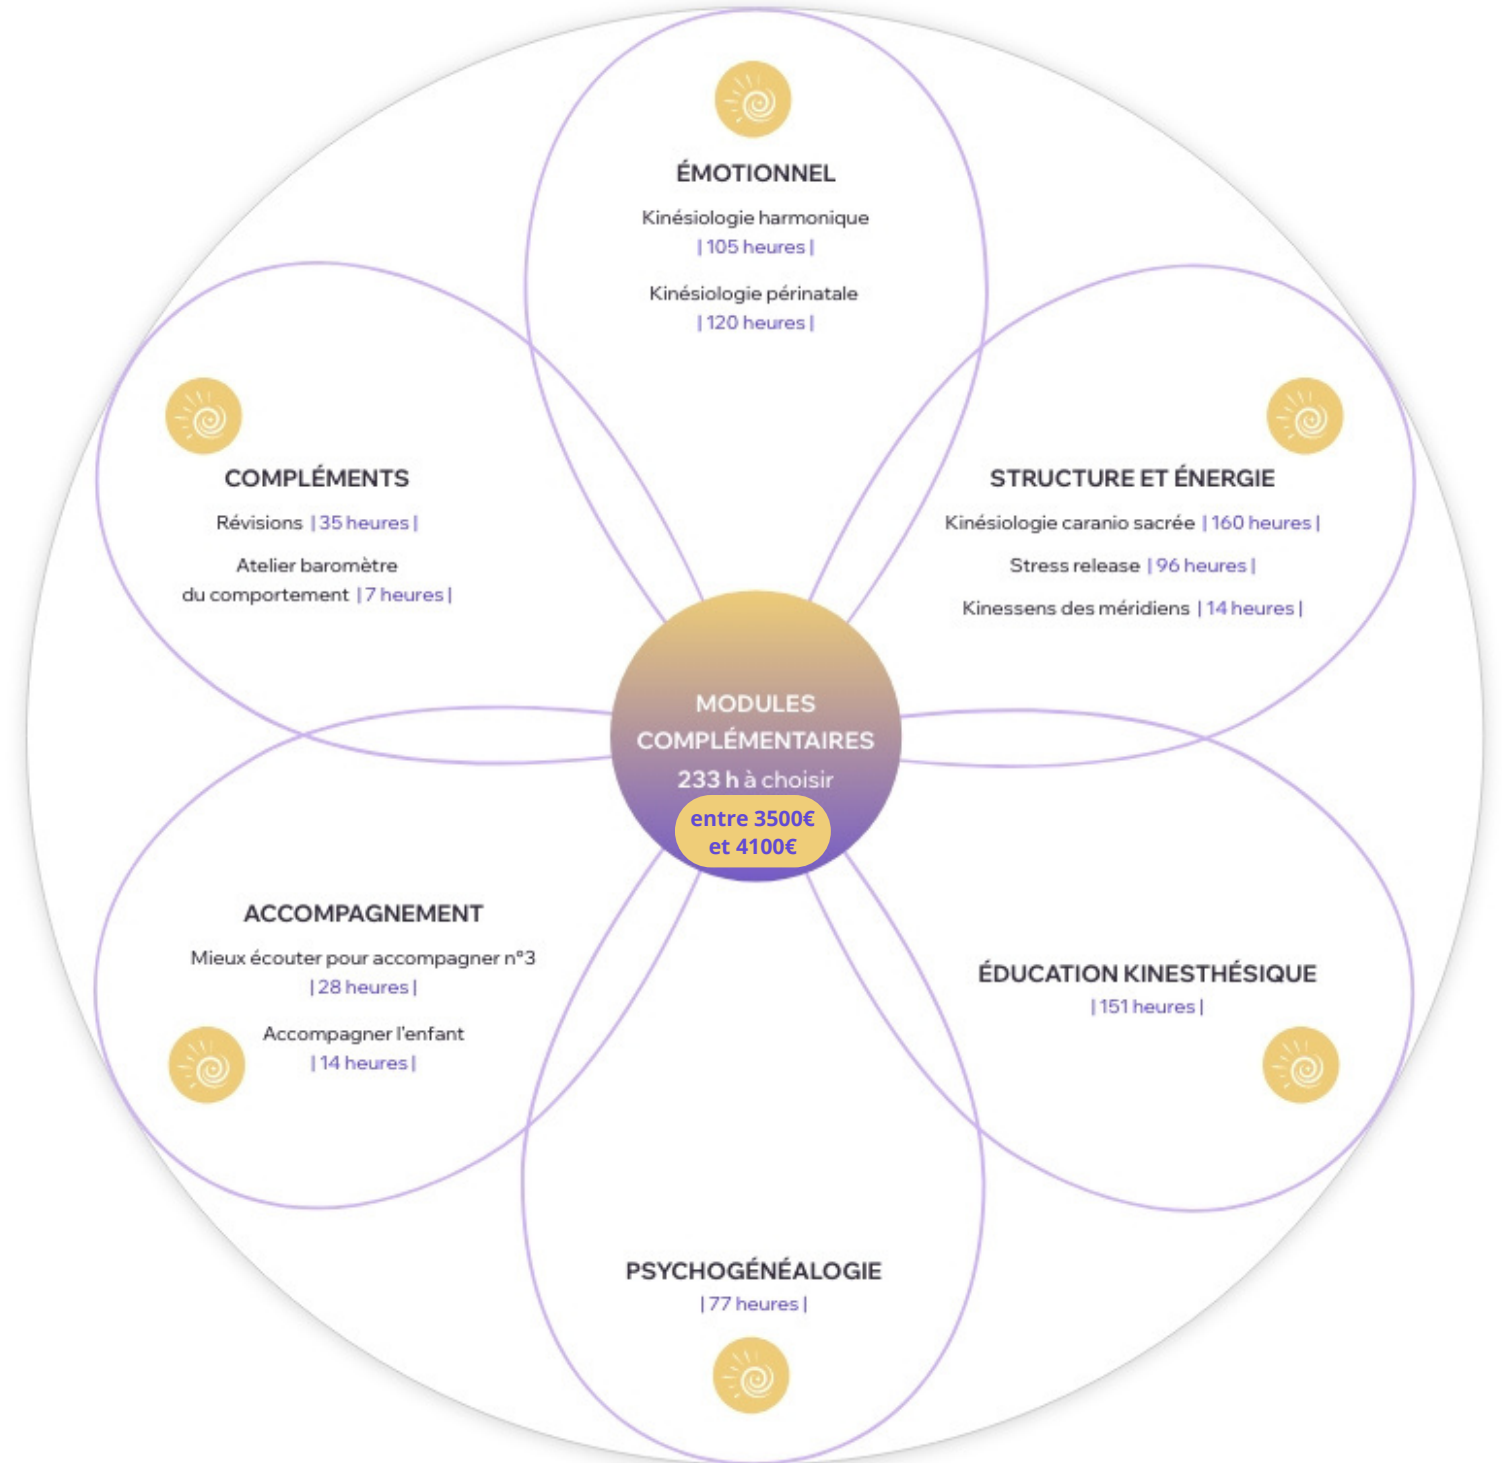 ÉMOTIONNEL
Kinésiologie harmonique
| 105 heures |
Kinésiologie périnatale
| 120 heures |
COMPLÉMENTS
Révisions | 35 heures |
Atelier baromètre
du comportement | 7 heures |
STRUCTURE ET ÉNERGIE
Kinésiologie caranio sacrée | 160 heures |
Stress release | 96 heures |
Kinessens des méridiens | 14 heures |
MODULES
COMPLÉMENTAIRES
233 h à choisir
entre 3500€
et 4100€
ACCOMPAGNEMENT
Mieux écouter pour accompagner n°3
| 28 heures |
Accompagner l'enfant
| 14 heures |
ÉDUCATION KINESTHÉSIQUE
| 151 heures |
PSYCHOGÉNÉALOGIE
| 77 heures |